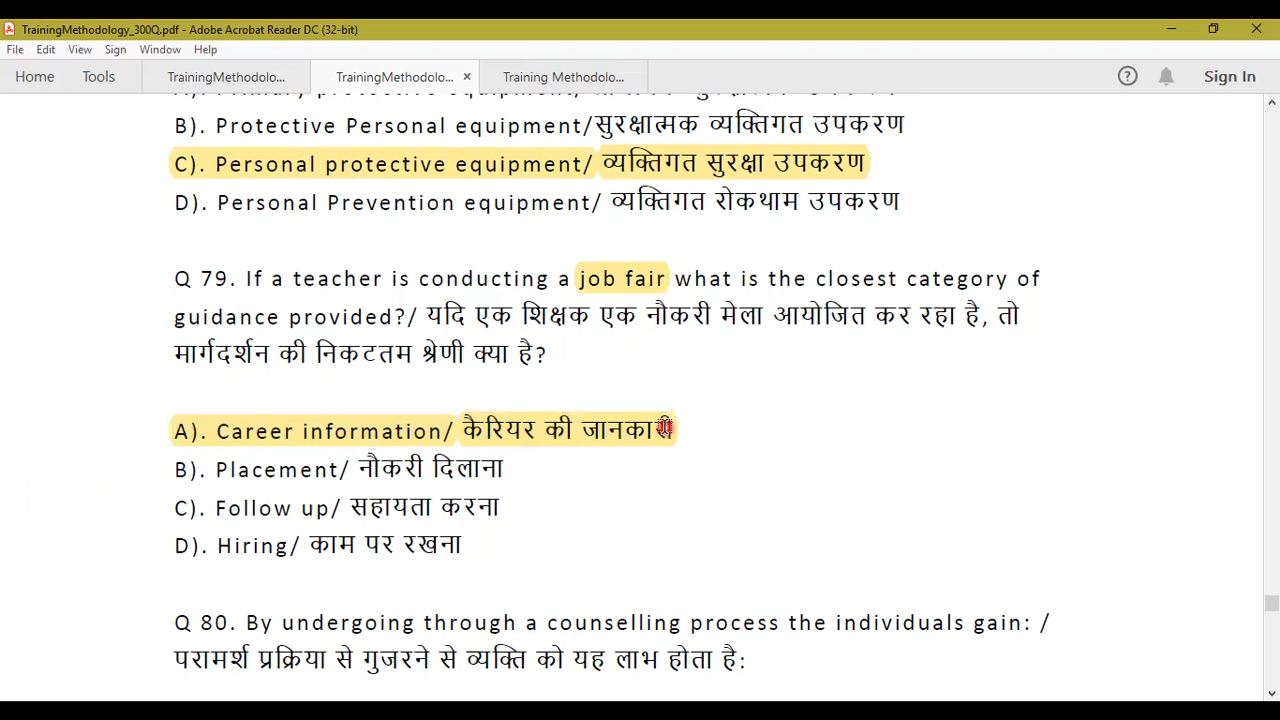 TrainingMethodology_300Q.pdf - Adobe Acrobat Reader DC (32-bit)
File Edit View Sign Window Help
Home Tools TrainingMethodolo... TrainingMethodolo... × Training Methodolo... ? Sign In
B). Protective Personal equipment/सुरक्षात्मक व्यक्तिगत उपकरण
C). Personal protective equipment/ व्यक्तिगत सुरक्षा उपकरण
D). Personal Prevention equipment/ व्यक्तिगत रोकथाम उपकरण
Q 79. If a teacher is conducting a job fair what is the closest category of
guidance provided?/ यदि एक शिक्षक एक नौकरी मेला आयोजित कर रहा है, तो
मार्गदर्शन की निकटतम श्रेणी क्या है?
A). Career information/ कैरियर की जानकारी
B). Placement/ नौकरी दिलाना
C). Follow up/ सहायता करना
D). Hiring/ काम पर रखना
Q 80. By undergoing through a counselling process the individuals gain: /
परामर्श प्रक्रिया से गुजरने से व्यक्ति को यह लाभ होता है: